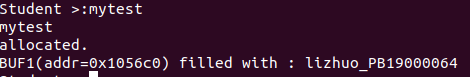 Student >:mytest
mytest
allocated.
BUF1(addr=0x1056c0) filled with : lizhuo_PB19000064